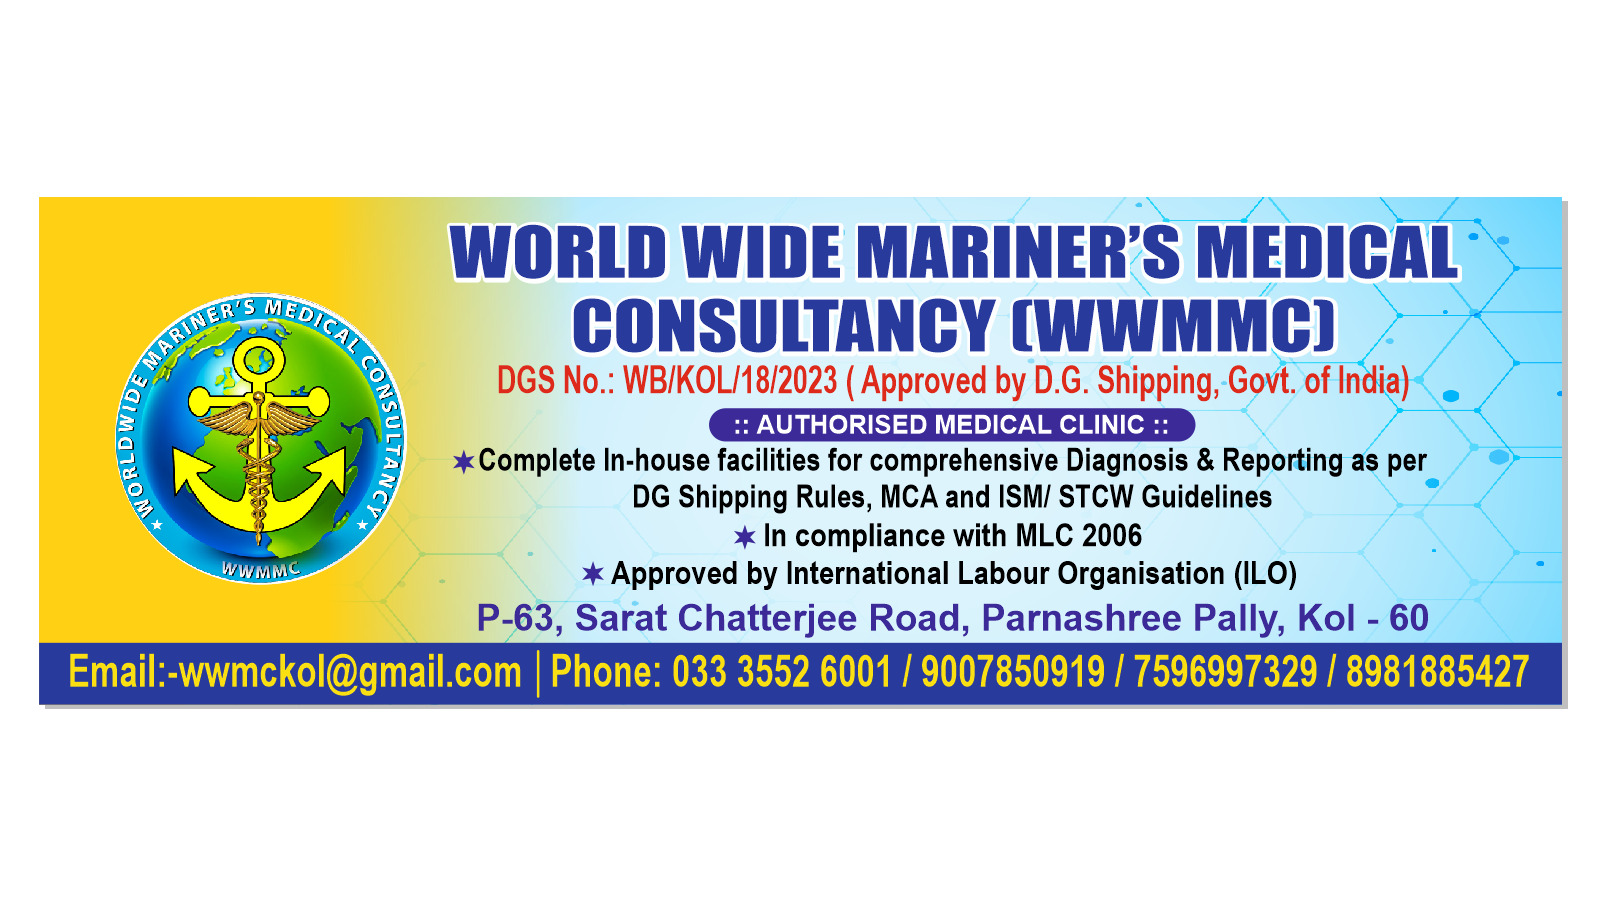 WORLDWIDE MARINER'S MEDICAL CONSULTANCY
WWMMC
WORLD WIDE MARINER'S MEDICAL
CONSULTANCY (WWMMC)
DGS No.: WB/KOL/18/2023 ( Approved by D.G. Shipping, Govt. of India)
:: AUTHORISED MEDICAL CLINIC ::
✶Complete In-house facilities for comprehensive Diagnosis & Reporting as per
DG Shipping Rules, MCA and ISM/ STCW Guidelines
✶ In compliance with MLC 2006
✶ Approved by International Labour Organisation (ILO)
P-63, Sarat Chatterjee Road, Parnashree Pally, Kol - 60
Email:-wwmckol@gmail.com | Phone: 033 3552 6001 / 9007850919 / 7596997329 / 8981885427